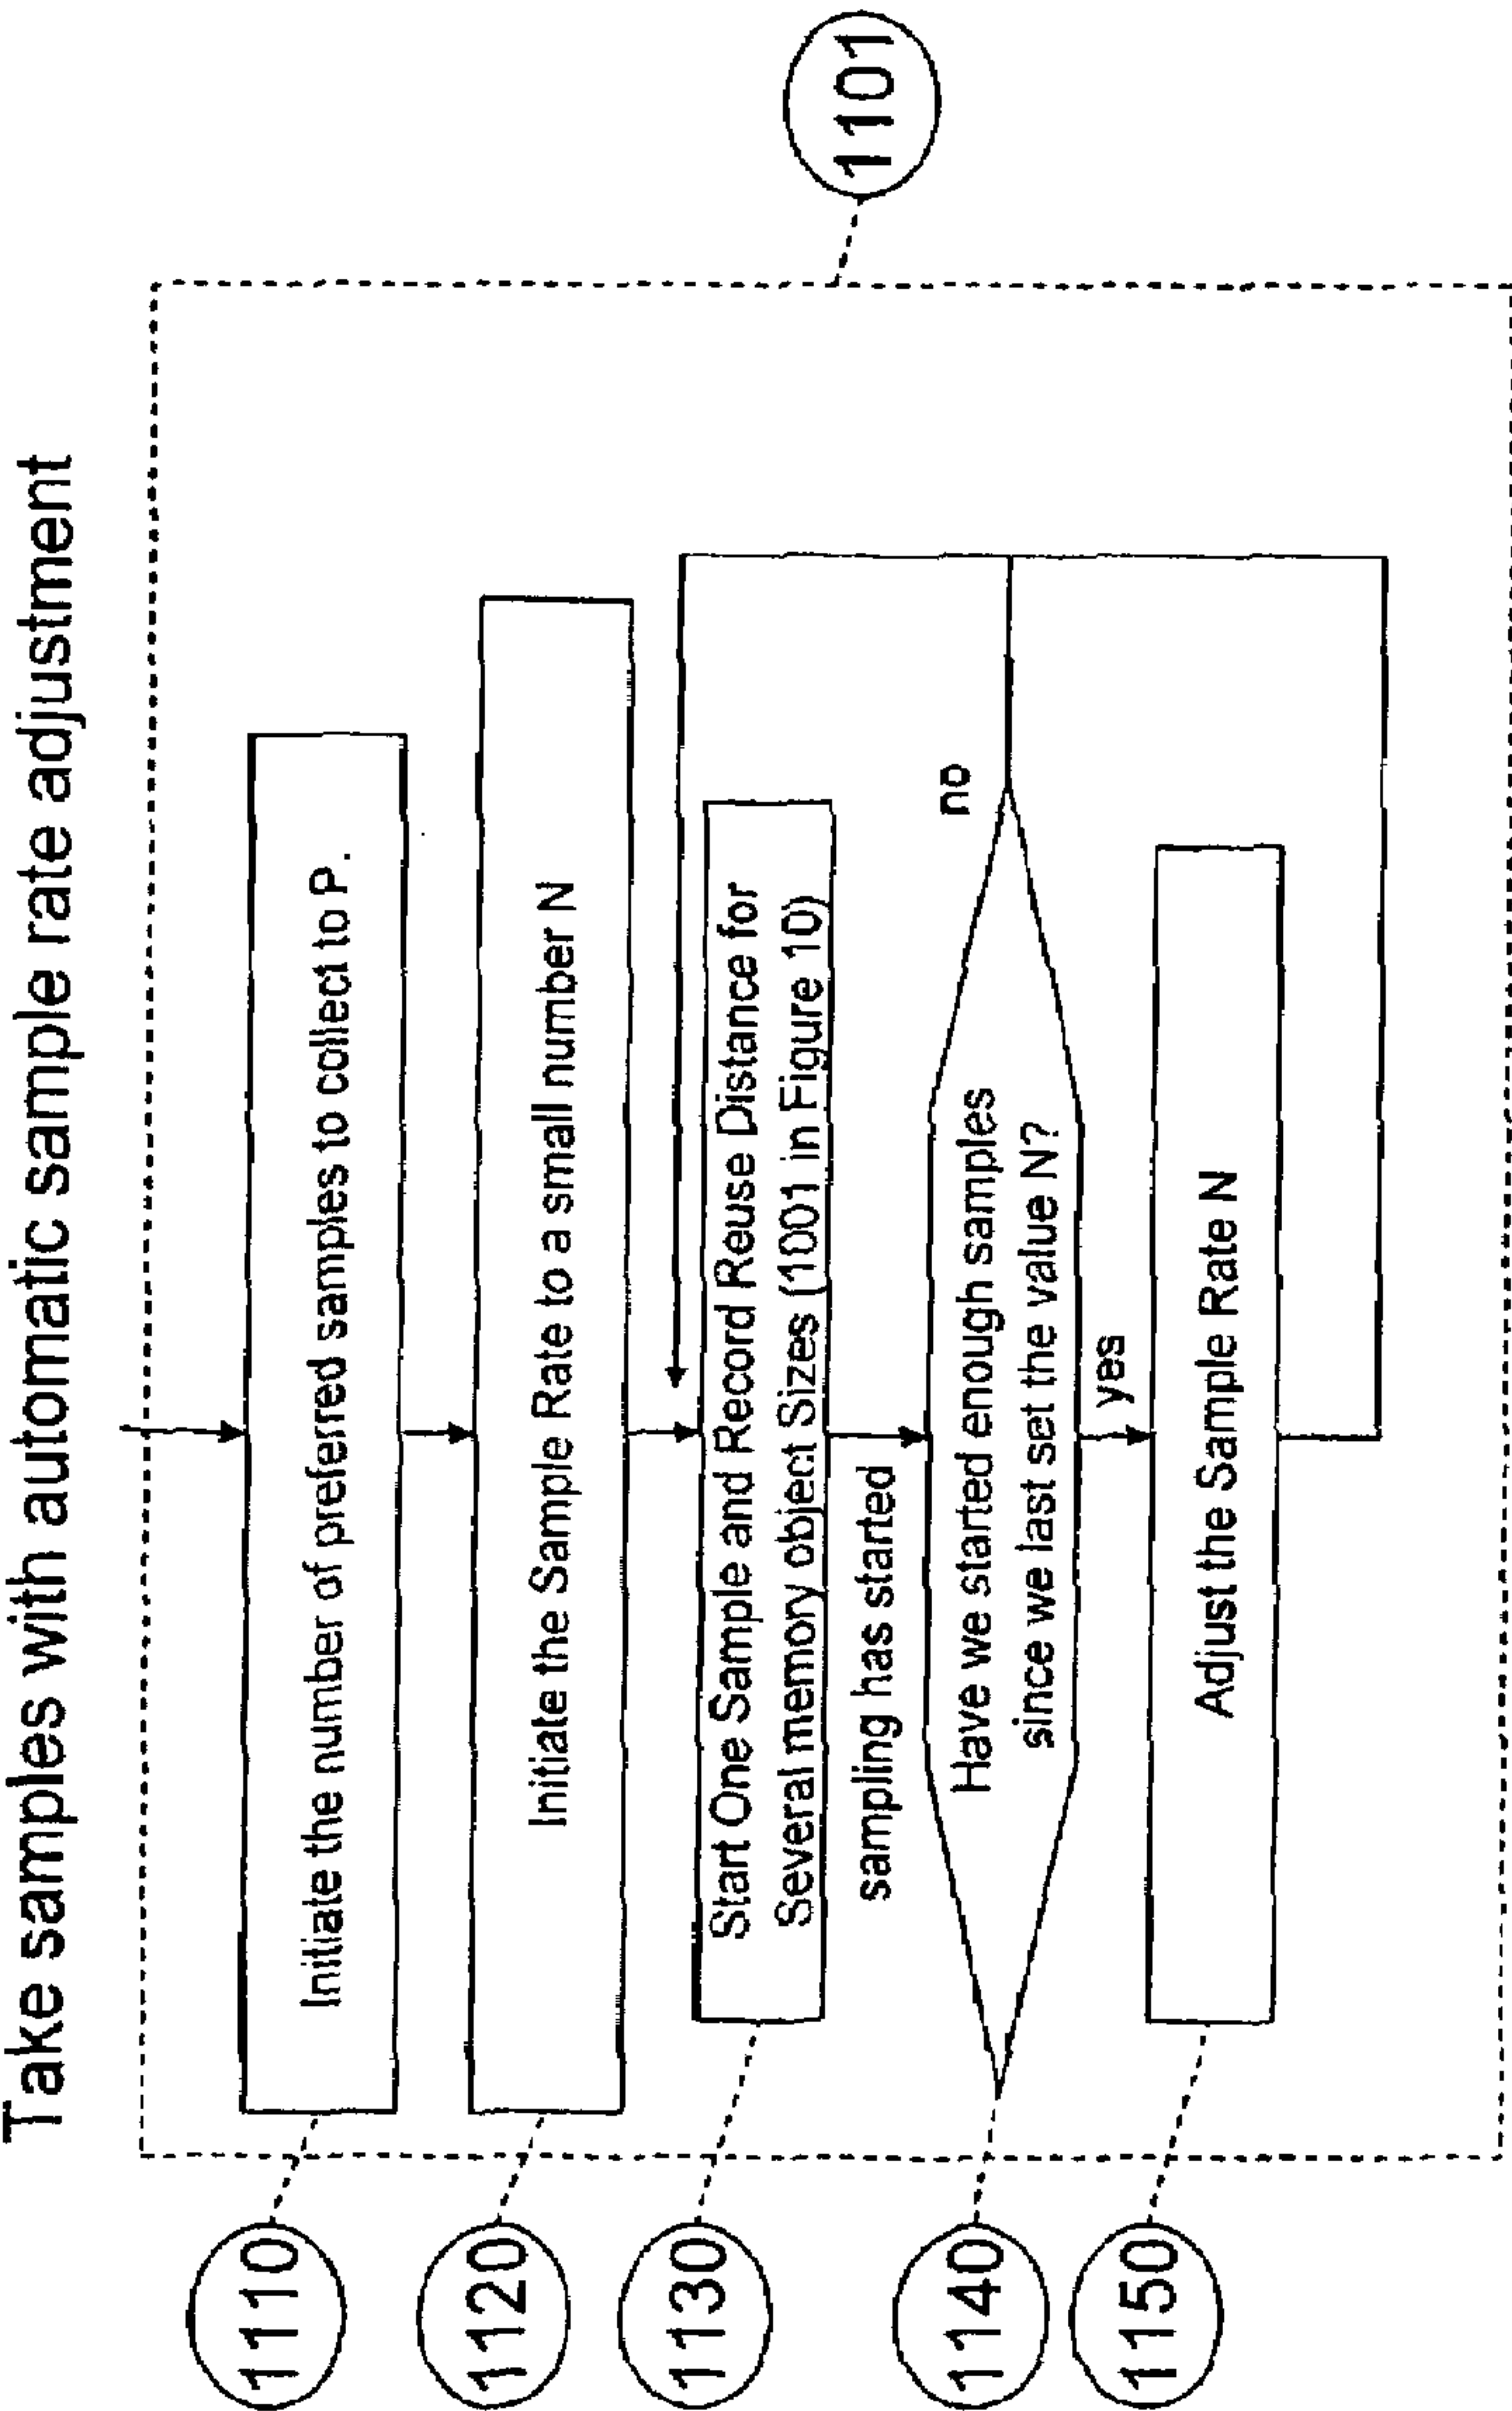 Take samples with automatic sample rate adjustment
1101
1110
Initiate the number of preferred samples to collect to P.
1120
Initiate the Sample Rate to a small number N
1130
Start One Sample and Record Reuse Distance for
Several memory object Sizes (1001 in Figure 10)
sampling has started
1140
Have we started enough samples
since we last set the value N?
no
yes
1150
Adjust the Sample Rate N